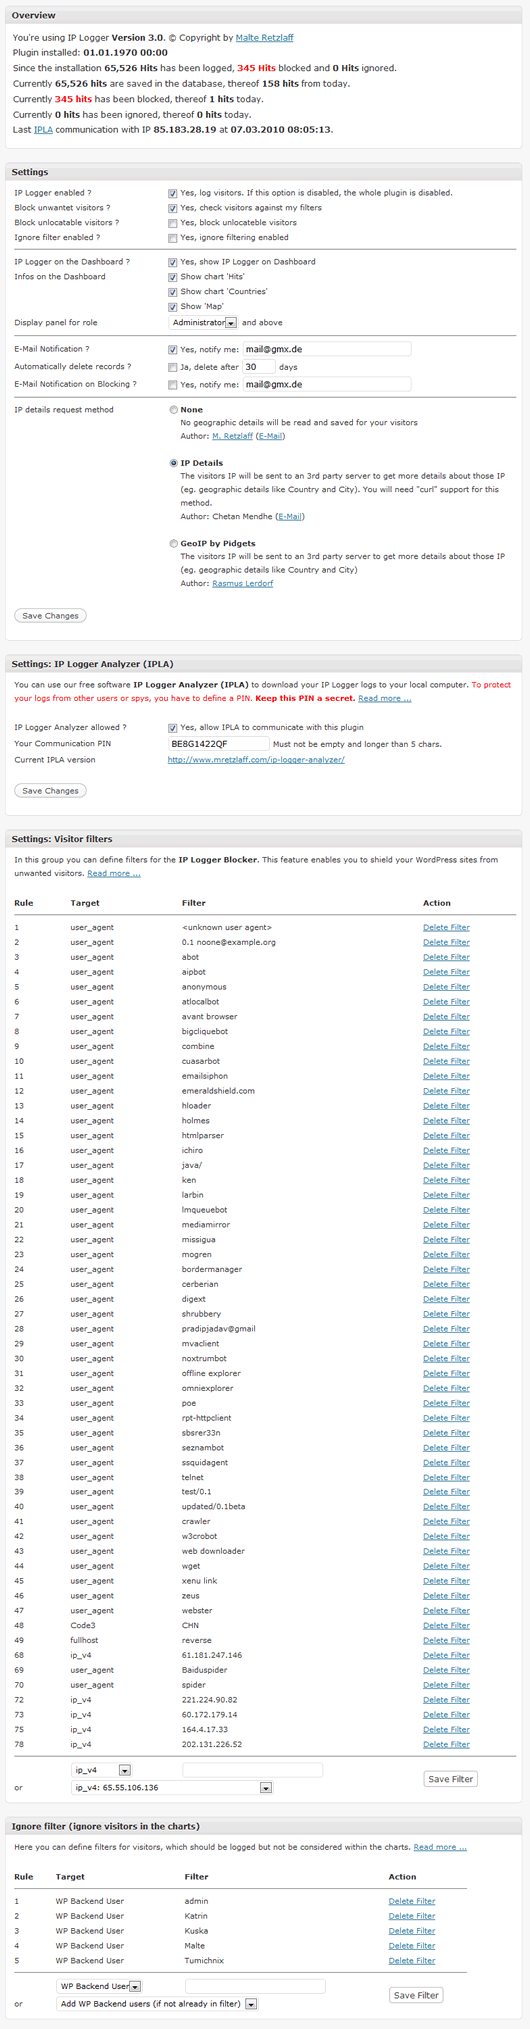 Overview
You're using IP Logger Version 3.0. © Copyright by Malte Retzlaff
Plugin installed: 01.01.1970 00:00
Since the installation 65,526 Hits has been logged, 345 Hits blocked and 0 Hits ignored.
Currently 65,526 hits are saved in the database, thereof 158 hits from today.
Currently 345 hits has been blocked, thereof 1 hits today.
Currently 0 hits has been ignored, thereof 0 hits today.
Last IPLA communication with IP 85.183.28.19 at 07.03.2010 08:05:13.
Settings
IP Logger enabled ? Yes, log visitors. If this option is disabled, the whole plugin is disabled.
Block unwantet visitors ? Yes, check visitors against my filters
Block unlocatable visitors ? Yes, block unlocateble visitors
Ignore filter enabled ? Yes, ignore filtering enabled
IP Logger on the Dashboard ? Yes, show IP Logger on Dashboard
Infos on the Dashboard Show chart 'Hits'
Show chart 'Countries'
Show 'Map'
Display panel for role Administrator and above
E-Mail Notification ? Yes, notify me: mail@gmx.de
Automatically delete records ? Ja, delete after 30 days
E-Mail Notification on Blocking ? Yes, notify me: mail@gmx.de
IP details request method None
No geographic details will be read and saved for your visitors
Author: M. Retzlaff (E-Mail)
IP Details
The visitors IP will be sent to an 3rd party server to get more details about those IP
(eg. geographic details like Country and City). You will need "curl" support for this
method.
Author: Chetan Mendhe (E-Mail)
GeoIP by Pidgets
The visitors IP will be sent to an 3rd party server to get more details about those IP
(eg. geographic details like Country and City)
Author: Rasmus Lerdorf
Save Changes
Settings: IP Logger Analyzer (IPLA)
You can use our free software IP Logger Analyzer (IPLA) to download your IP Logger logs to your local computer. To protect
your logs from other users or spys, you have to define a PIN. Keep this PIN a secret. Read more ...
IP Logger Analyzer allowed ? Yes, allow IPLA to communicate with this plugin
Your Communication PIN BE8G1422QF Must not be empty and longer than 5 chars.
Current IPLA version http://www.mretzlaff.com/ip-logger-analyzer/
Save Changes
Settings: Visitor filters
In this group you can define filters for the IP Logger Blocker. This feature enables you to shield your WordPress sites from
unwanted visitors. Read more ...
Rule Target Filter Action
1 user_agent <unknown user agent> Delete Filter
2 user_agent 0.1 noone@example.org Delete Filter
3 user_agent abot Delete Filter
4 user_agent aipbot Delete Filter
5 user_agent anonymous Delete Filter
6 user_agent atlocalbot Delete Filter
7 user_agent avant browser Delete Filter
8 user_agent bigcliquebot Delete Filter
9 user_agent combine Delete Filter
10 user_agent cuasarbot Delete Filter
11 user_agent emailsiphon Delete Filter
12 user_agent emeraldshield.com Delete Filter
13 user_agent hloader Delete Filter
14 user_agent holmes Delete Filter
15 user_agent htmlparser Delete Filter
16 user_agent ichiro Delete Filter
17 user_agent java/ Delete Filter
18 user_agent ken Delete Filter
19 user_agent larbin Delete Filter
20 user_agent lmqueuebot Delete Filter
21 user_agent mediamirror Delete Filter
22 user_agent missigua Delete Filter
23 user_agent mogren Delete Filter
24 user_agent bordermanager Delete Filter
25 user_agent cerberian Delete Filter
26 user_agent digext Delete Filter
27 user_agent shrubbery Delete Filter
28 user_agent pradipjadav@gmail Delete Filter
29 user_agent mvaclient Delete Filter
30 user_agent noxtrumbot Delete Filter
31 user_agent offline explorer Delete Filter
32 user_agent omniexplorer Delete Filter
33 user_agent poe Delete Filter
34 user_agent rpt-httpclient Delete Filter
35 user_agent sbsrer33n Delete Filter
36 user_agent seznambot Delete Filter
37 user_agent ssquidagent Delete Filter
38 user_agent telnet Delete Filter
39 user_agent test/0.1 Delete Filter
40 user_agent updated/0.1beta Delete Filter
41 user_agent crawler Delete Filter
42 user_agent w3crobot Delete Filter
43 user_agent web downloader Delete Filter
44 user_agent wget Delete Filter
45 user_agent xenu link Delete Filter
46 user_agent zeus Delete Filter
47 user_agent webster Delete Filter
48 Code3 CHN Delete Filter
49 fullhost reverse Delete Filter
68 ip_v4 61.181.247.146 Delete Filter
69 user_agent Baiduspider Delete Filter
70 user_agent spider Delete Filter
72 ip_v4 221.224.90.82 Delete Filter
73 ip_v4 60.172.179.14 Delete Filter
75 ip_v4 164.4.17.33 Delete Filter
78 ip_v4 202.131.226.52 Delete Filter
ip_v4
Save Filter
or ip_v4: 65.55.106.136
Ignore filter (ignore visitors in the charts)
Here you can define filters for visitors, which should be logged but not be considered within the charts. Read more ...
Rule Target Filter Action
1 WP Backend User admin Delete Filter
2 WP Backend User Katrin Delete Filter
3 WP Backend User Kuska Delete Filter
4 WP Backend User Malte Delete Filter
5 WP Backend User Tumichnix Delete Filter
WP Backend User
Save Filter
or Add WP Backend users (if not already in filter)